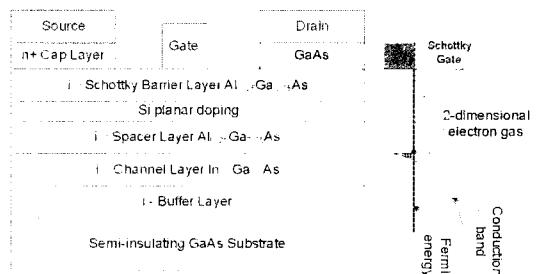 Source
Drain
n+ Cap Layer
Gate
GaAs
Schottky
Gate
i - Schottky Barrier Layer Al Ga As
Si planar doping
2-dimensional
electron gas
i - Spacer Layer Al Ga As
i - Channel Layer In Ga As
i - Buffer Layer
Semi-insulating GaAs Substrate
Fermi
energy
Conduction
band